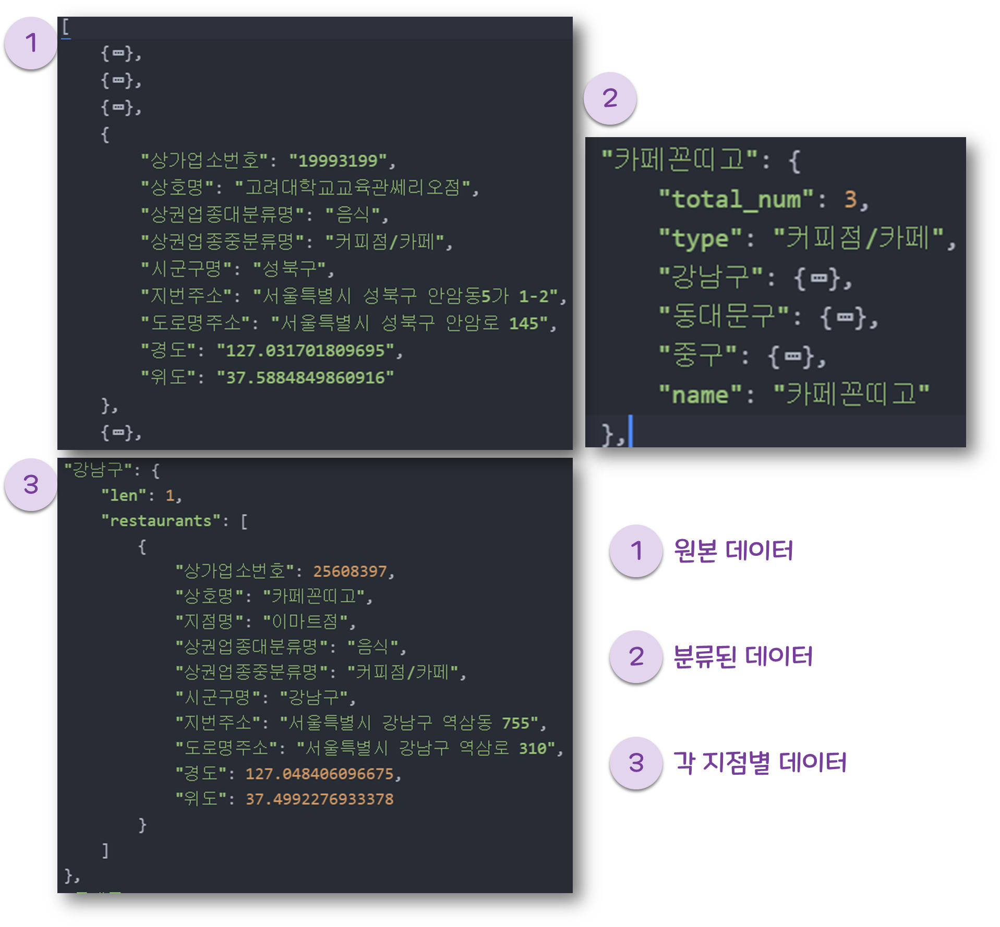 1
[
{⋯},
{⋯},
{⋯},
{
"상가업소번호": "19993199",
"상호명": "고려대학교교육관쎄리오점",
"상권업종대분류명": "음식",
"상권업종중분류명": "커피점/카페",
"시군구명": "성북구",
"지번주소": "서울특별시 성북구 안암동5가 1-2",
"도로명주소": "서울특별시 성북구 안암로 145",
"경도": "127.031701809695",
"위도": "37.5884849860916"
},
{⋯},
2
"카페꼰띠고": {
"total_num": 3,
"type": "커피점/카페",
"강남구": {⋯},
"동대문구": {⋯},
"중구": {⋯},
"name": "카페꼰띠고"
},
3
"강남구": {
"len": 1,
"restaurants": [
{
"상가업소번호": 25608397,
"상호명": "카페꼰띠고",
"지점명": "이마트점",
"상권업종대분류명": "음식",
"상권업종중분류명": "커피점/카페",
"시군구명": "강남구",
"지번주소": "서울특별시 강남구 역삼동 755",
"도로명주소": "서울특별시 강남구 역삼로 310",
"경도": 127.048406096675,
"위도": 37.4992276933378
}
]
},
1 원본 데이터
2 분류된 데이터
3 각 지점별 데이터